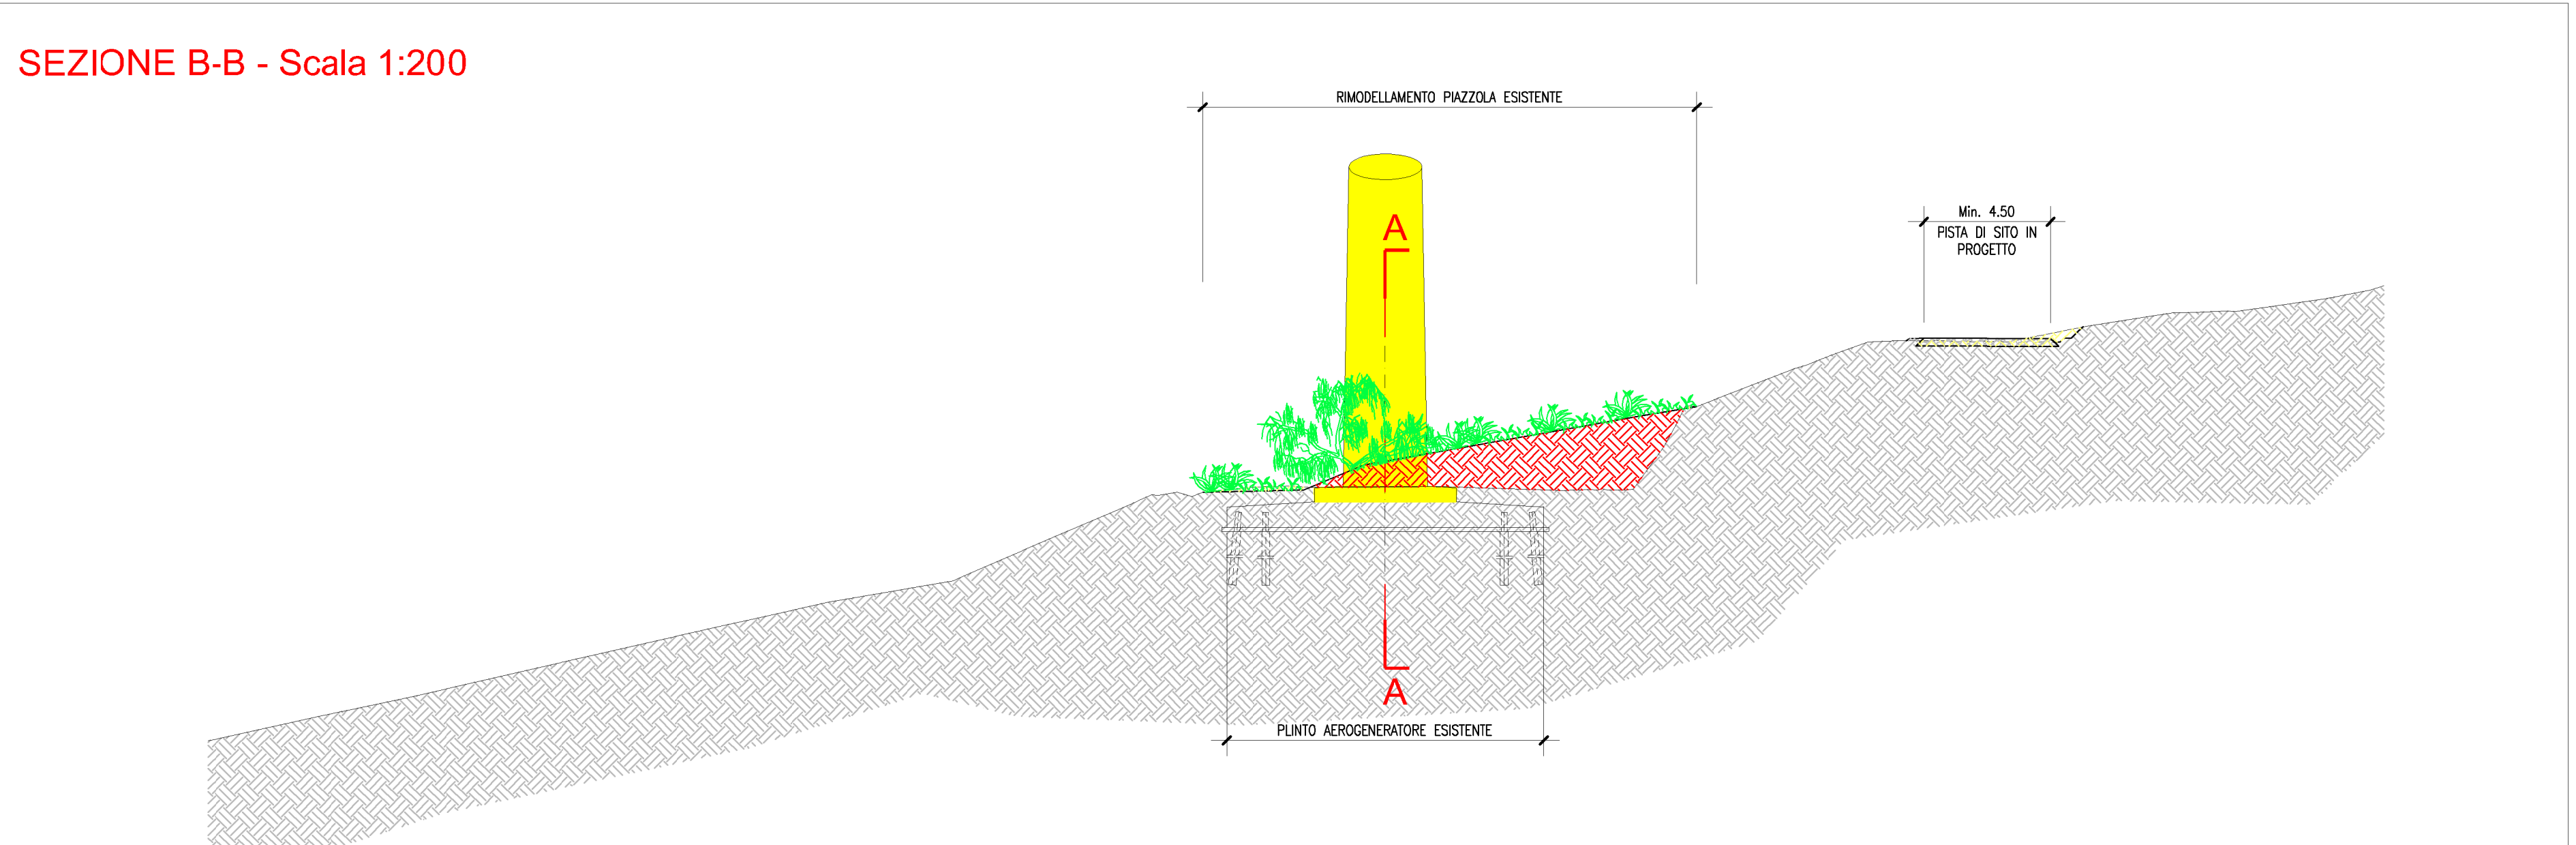 SEZIONE B-B - Scala 1:200
RIMODELLAMENTO PIAZZOLA ESISTENTE
Min. 4.50
PISTA DI SITO IN
PROGETTO
A
A
PLINTO AEROGENERATORE ESISTENTE